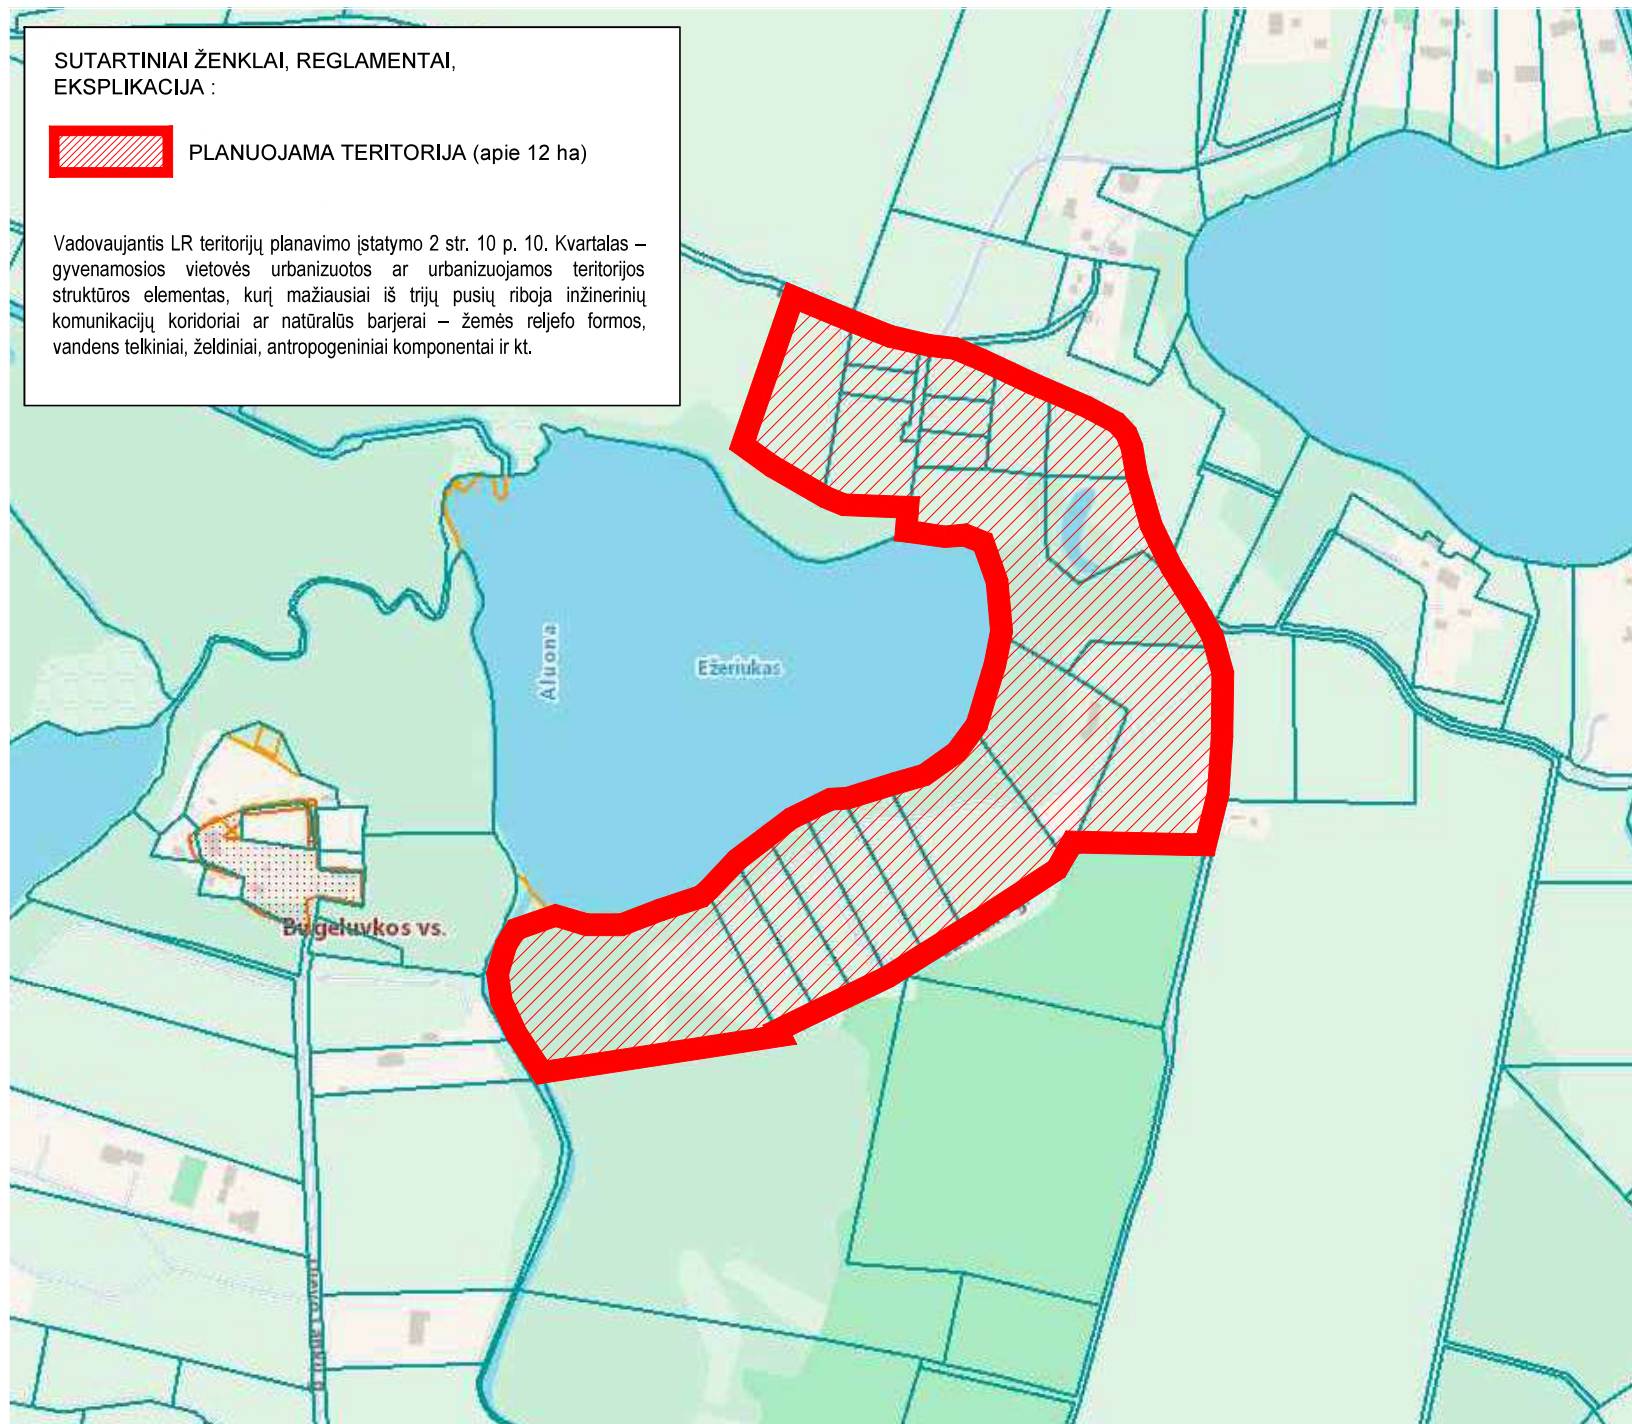 SUTARTINIAI ŽENKLAI, REGLAMENTAI,
EKSPLIKACIJA :
PLANUOJAMA TERITORIJA (apie 12 ha)
Vadovaujantis LR teritorijų planavimo įstatymo 2 str. 10 p. 10. Kvartalas –
gyvenamosios vietovės urbanizuotos ar urbanizuojamos teritorijos
struktūros elementas, kurį mažiausiai iš trijų pusių riboja inžinerinių
komunikacijų koridoriai ar natūralūs barjerai – žemės reljefo formos,
vandens telkiniai, želdiniai, antropogeniniai komponentai ir kt.
Aluona
Ežeriukas
vs.